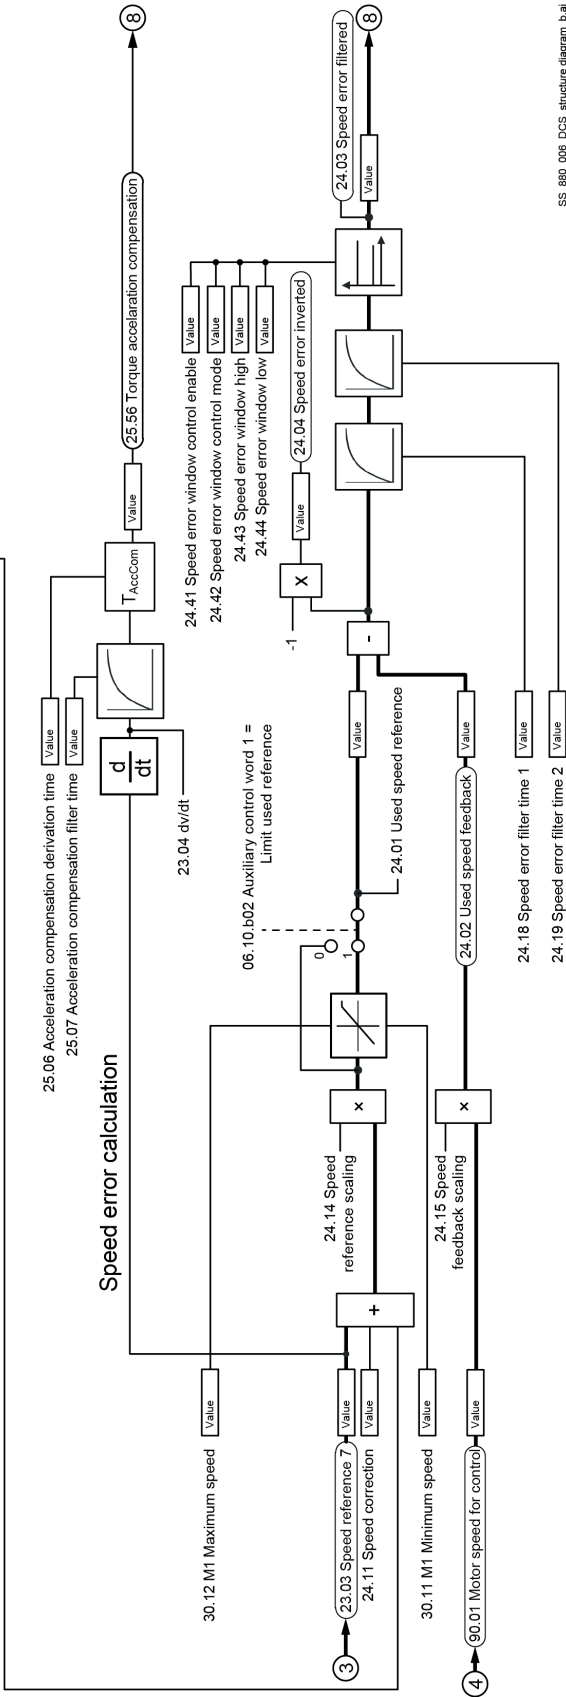 Speed error calculation
25.06 Acceleration compensation derivation time
Value
25.07 Acceleration compensation filter time
Value
d
dt
23.04 dv/dt
TAccCom
Value
25.56 Torque accelaration compensation
8
30.12 M1 Maximum speed
Value
3
23.03 Speed reference 7
Value
24.11 Speed correction
Value
30.11 M1 Minimum speed
Value
4
90.01 Motor speed for control
Value
+
24.14 Speed
reference scaling
×
24.15 Speed
feedback scaling
×
06.10.b02 Auxiliary control word 1 =
Limit used reference
0
1
24.01 Used speed reference
Value
24.02 Used speed feedback
Value
-
-1
X
Value
24.04 Speed error inverted
24.41 Speed error window control enable
Value
24.42 Speed error window control mode
Value
24.43 Speed error window high
Value
24.44 Speed error window low
Value
24.18 Speed error filter time 1
Value
24.19 Speed error filter time 2
Value
24.03 Speed error filtered
Value
8
SS_880_006_DCS_structure diagram_b.ai